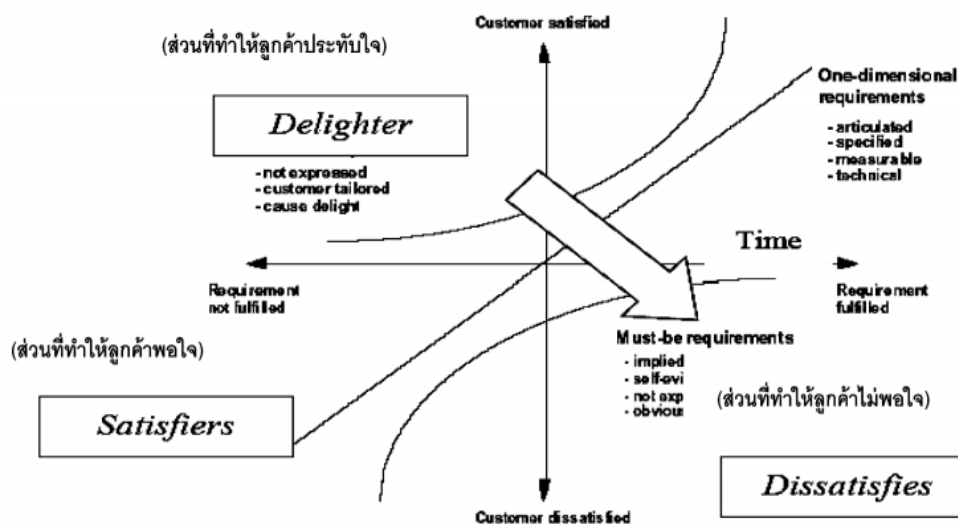 Customer satisfied
(ส่วนที่ทำให้ลูกค้าประทับใจ)
Delighter
- not expressed
- customer tailored
- cause delight
One-dimensional
requirements
- articulated
- specified
- measurable
- technical
Time
Requirement
not fulfilled
Requirement
fulfilled
(ส่วนที่ทำให้ลูกค้าพอใจ)
Satisfiers
Must-be requirements
- implied
- self-evi
- not exp
- obvious
(ส่วนที่ทำให้ลูกค้าไม่พอใจ)
Dissatisfies
Customer dissatisfied